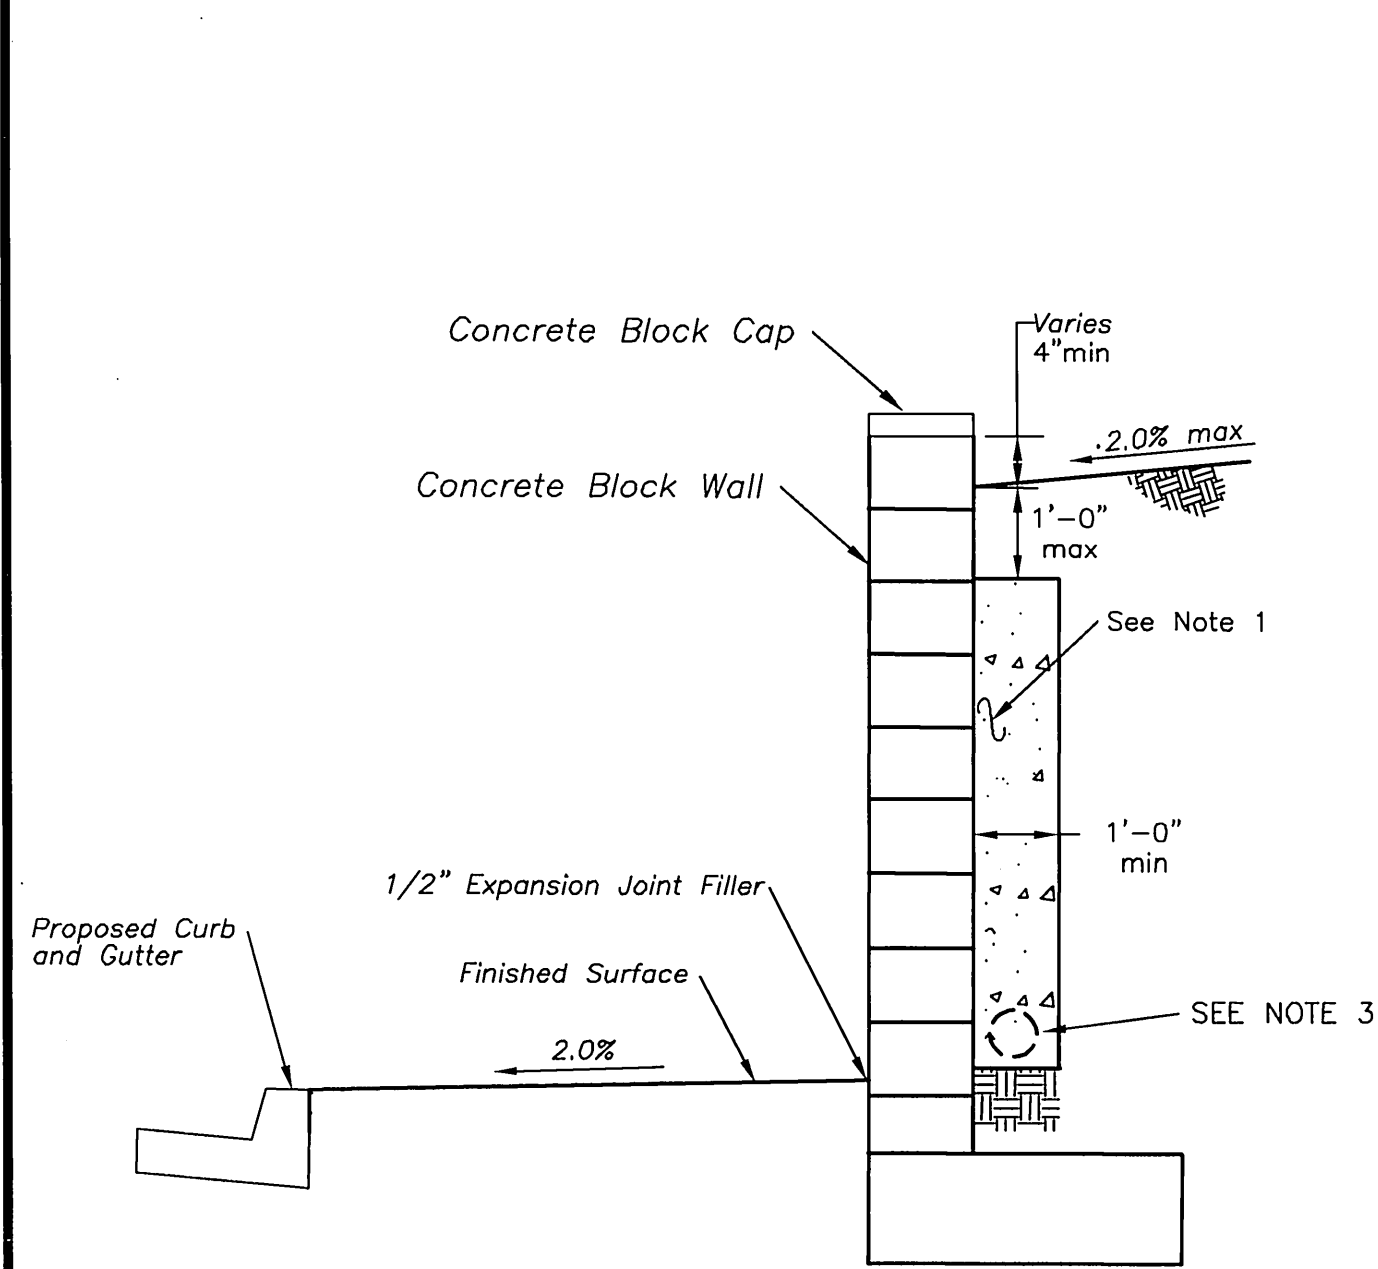 Concrete Block Cap
Varies
4"min
.2.0% max
Concrete Block Wall
1'-0"
max
See Note 1
1'-0"
min
1/2" Expansion Joint Filler
Proposed Curb
and Gutter
Finished Surface
SEE NOTE 3
2.0%